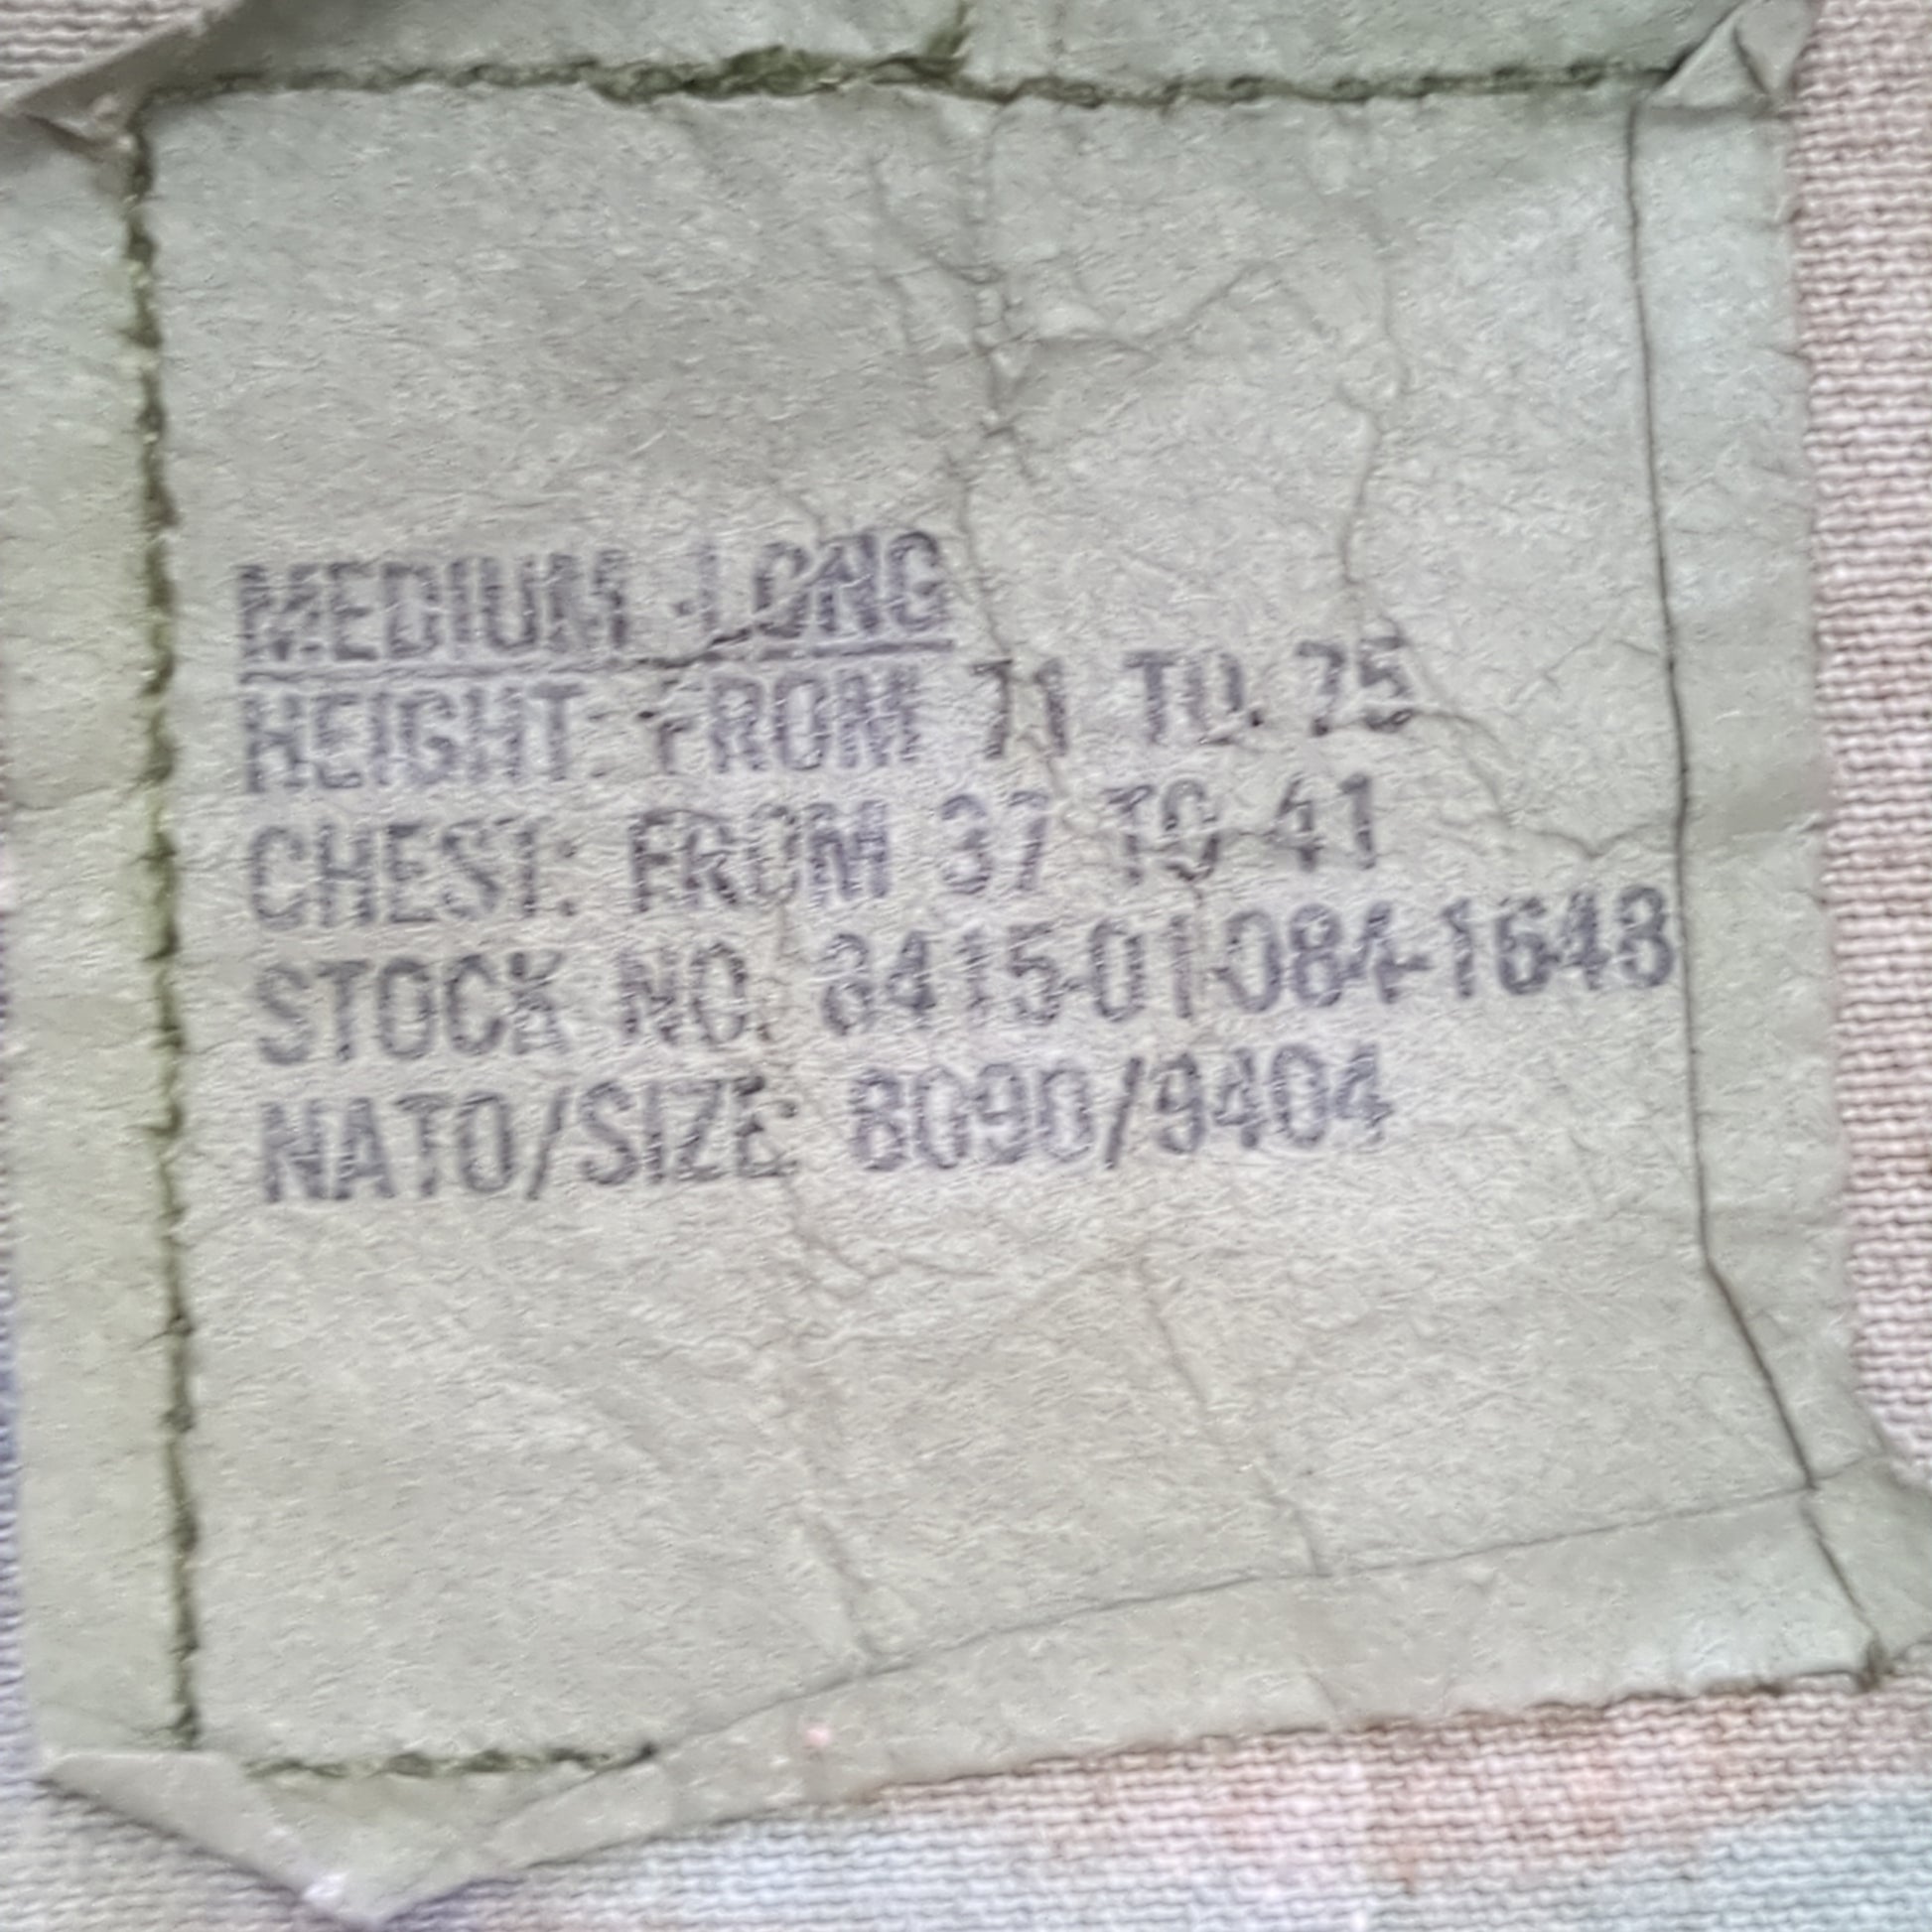 MEDIUM-LONG
HEIGHT: FROM 71 TO 75
CHEST: FROM 37 TO 41
STOCK NO. 8415-01-084-1648
NATO/SIZE: 8090/9404